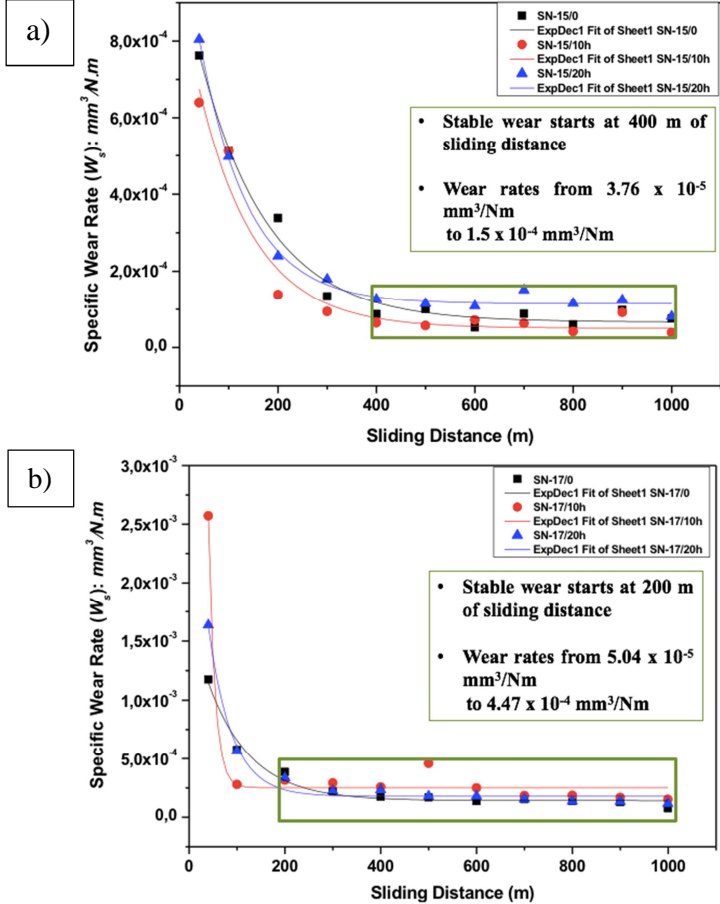 a)
SN-15/0
ExpDec1 Fit of Sheet1 SN-15/0
SN-15/10h
ExpDec1 Fit of Sheet1 SN-15/10h
SN-15/20h
ExpDec1 Fit of Sheet1 SN-15/20h
8,0x10⁻⁴
6,0x10⁻⁴
4,0x10⁻⁴
2,0x10⁻⁴
0,0
Specific Wear Rate (Wₛ): mm³/N.m
• Stable wear starts at 400 m of
sliding distance
• Wear rates from 3.76 x 10⁻⁵
mm³/Nm
to 1.5 x 10⁻⁴ mm³/Nm
0 200 400 600 800 1000
Sliding Distance (m)
b)
SN-17/0
ExpDec1 Fit of Sheet1 SN-17/0
SN-17/10h
ExpDec1 Fit of Sheet1 SN-17/10h
SN-17/20h
ExpDec1 Fit of Sheet1 SN-17/20h
3,0x10⁻³
2,5x10⁻³
2,0x10⁻³
1,5x10⁻³
1,0x10⁻³
5,0x10⁻⁴
0,0
Specific Wear Rate (Wₛ): mm³/N.m
• Stable wear starts at 200 m
of sliding distance
• Wear rates from 5.04 x 10⁻⁵
mm³/Nm
to 4.47 x 10⁻⁴ mm³/Nm
0 200 400 600 800 1000
Sliding Distance (m)